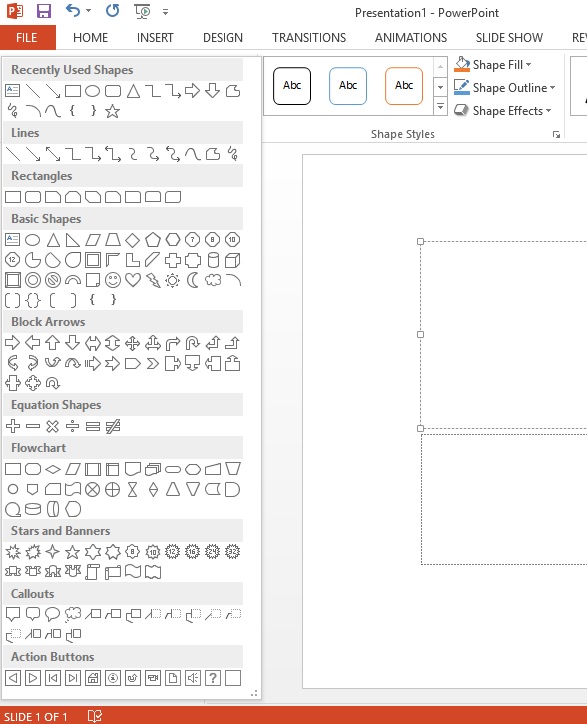 Presentation1 - PowerPoint
FILE HOME INSERT DESIGN TRANSITIONS ANIMATIONS SLIDE SHOW RE
Recently Used Shapes
Lines
Rectangles
Basic Shapes
Block Arrows
Equation Shapes
Flowchart
Stars and Banners
Callouts
Action Buttons
Abc Abc Abc
Shape Fill
Shape Outline
Shape Effects
Shape Styles
SLIDE 1 OF 1